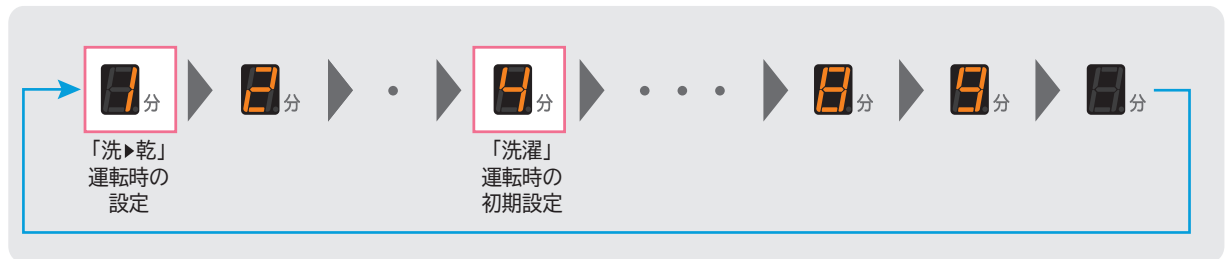 1分 2分 ・ 4分 ・・・ 8分 9分 分
「洗▶乾」
運転時の
設定
「洗濯」
運転時の
初期設定